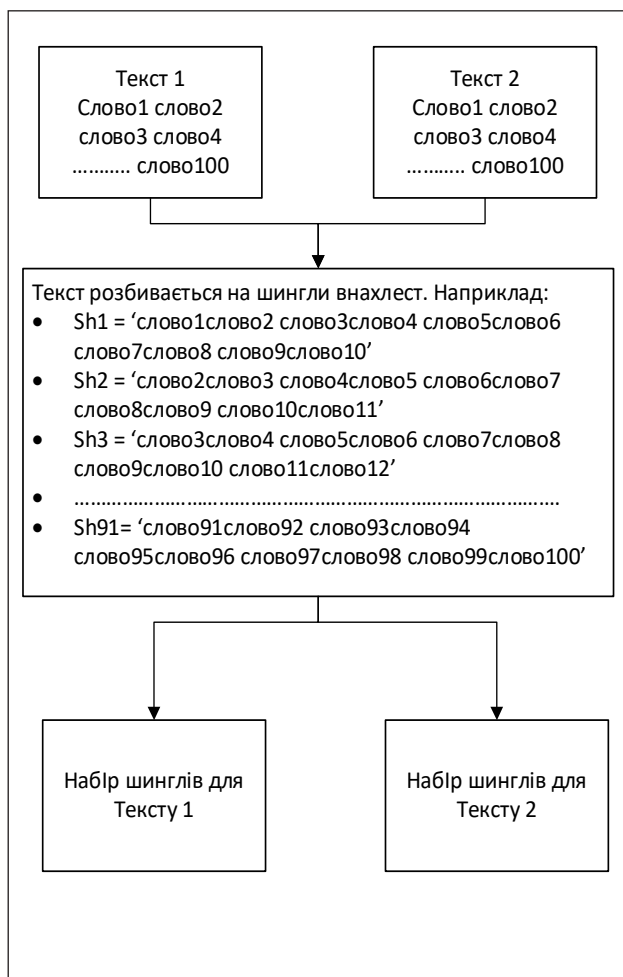 Текст 1
Слово1 слово2
слово3 слово4
……….. слово100
Текст 2
Слово1 слово2
слово3 слово4
……….. слово100
Текст розбивається на шингли внахлест. Наприклад:
• Sh1 = ‘слово1слово2 слово3слово4 слово5слово6
слово7слово8 слово9слово10’
• Sh2 = ‘слово2слово3 слово4слово5 слово6слово7
слово8слово9 слово10слово11’
• Sh3 = ‘слово3слово4 слово5слово6 слово7слово8
слово9слово10 слово11слово12’
• ……………………………………………………………………
• Sh91= ‘слово91слово92 слово93слово94
слово95слово96 слово97слово98 слово99слово100’
НабІр шинглів для
Тексту 1
НабІр шинглів для
Тексту 2